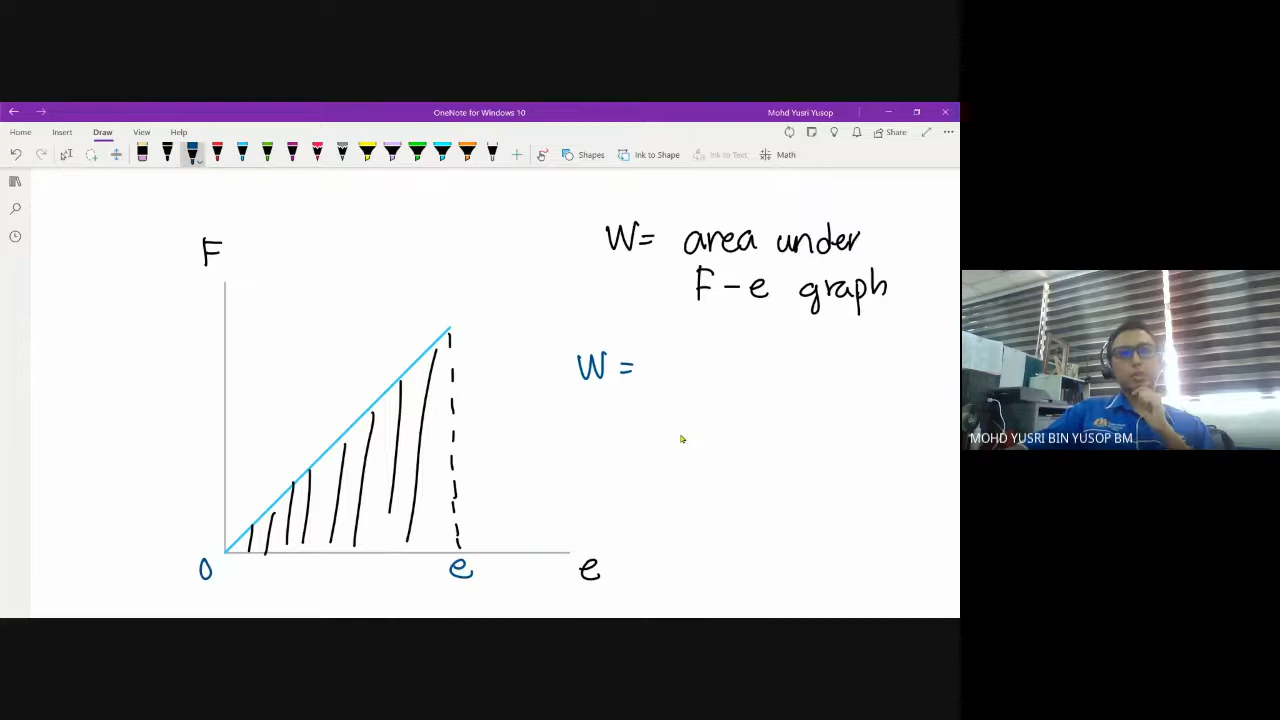 OneNote for Windows 10
Mohd Yusri Yusop
Home Insert Draw View Help
Share
Shapes Ink to Shape Ink to Text Math
F
W= area under
F-e graph
W =
0 e e
MOHD YUSRI BIN YUSOP BM